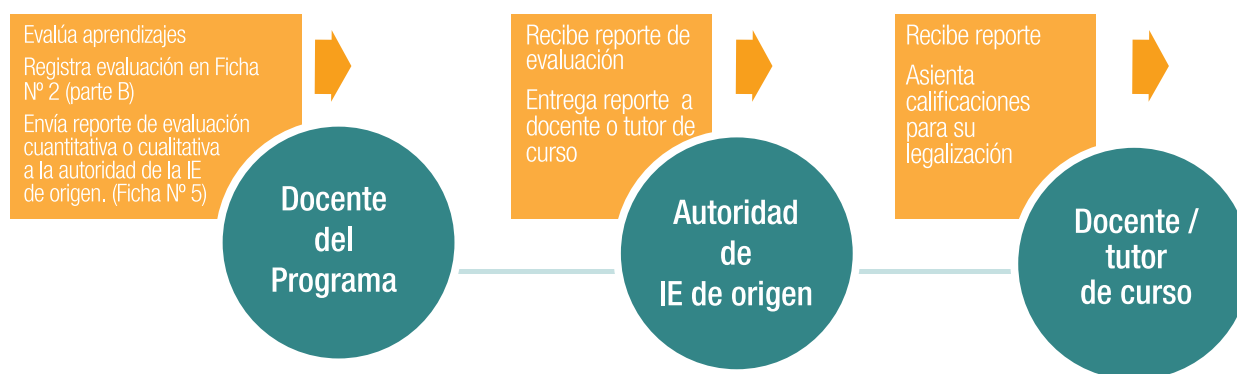 Evalúa aprendizajes
Registra evaluación en Ficha
Nº 2 (parte B)
Envía reporte de evaluación
cuantitativa o cualitativa
a la autoridad de la IE
de origen. (Ficha Nº 5)
Docente
del
Programa
Recibe reporte de
evaluación
Entrega reporte a
docente o tutor de
curso
Autoridad
de
IE de origen
Recibe reporte
Asienta
calificaciones
para su
legalización
Docente /
tutor
de curso